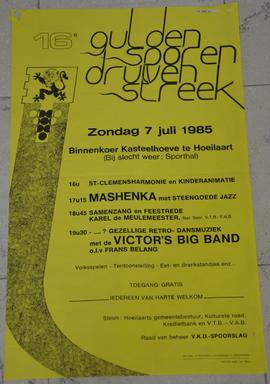 16e
gulden
sporen
druiven
streek
Zondag 7 juli 1985
Binnenkoer Kasteelhoeve te Hoeilaart
(Bij slecht weer: Sporthal)
16u ST-CLEMENSHARMONIE en KINDERANIMATIE
17u15 MASHENKA met STEENGOEDE JAZZ
18u45 SAMENZANG en FEESTREDE
KAREL de MEULEMEESTER, Nat. Secr. V.T.B. - V.A.B.
19u30 - .... ? GEZELLIGE RETRO- DANSMUZIEK
met de VICTOR'S BIG BAND
o.l.v FRANS BELANG
Volksspelen - Tentoonstelling - Eet- en drankstandjes enz...
TOEGANG GRATIS
IEDEREEN VAN HARTE WELKOM
Steun: Hoeilaarts gemeentebestuur, Kulturele raad,
Kredietbank en V.T.B. - V.A.B.
Raad van beheer V.K.D.-SPOORSLAG